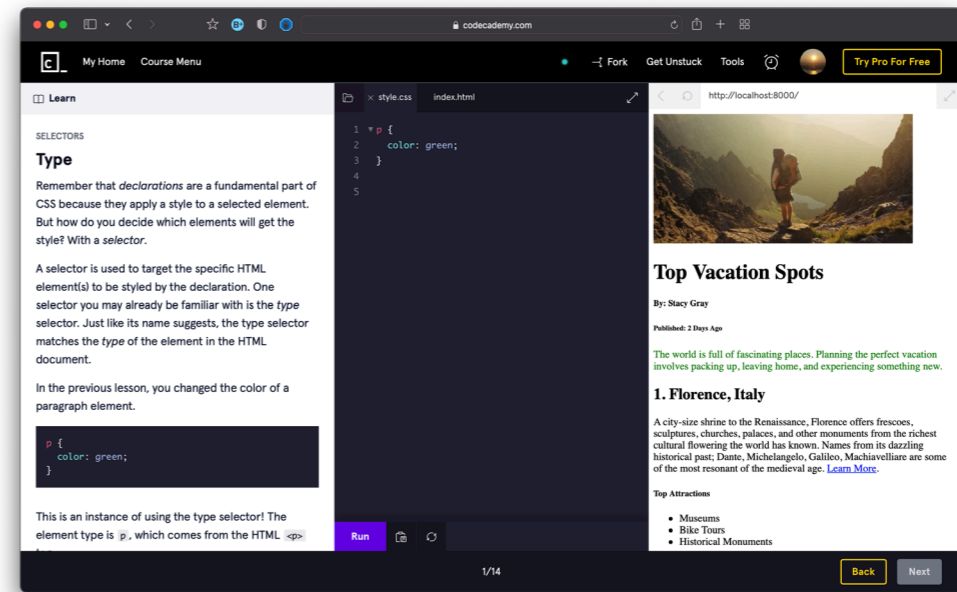 codecademy.com
My Home
Course Menu
Fork
Get Unstuck
Tools
Try Pro For Free
Learn
SELECTORS
Type
Remember that declarations are a fundamental part of
CSS because they apply a style to a selected element.
But how do you decide which elements will get the
style? With a selector.
A selector is used to target the specific HTML
element(s) to be styled by the declaration. One
selector you may already be familiar with is the type
selector. Just like its name suggests, the type selector
matches the type of the element in the HTML
document.
In the previous lesson, you changed the color of a
paragraph element.
p {
color: green;
}
This is an instance of using the type selector! The
element type is p, which comes from the HTML <p>
style.css
index.html
1 p {
2 color: green;
3 }
4
5
Run
http://localhost:8000/
Top Vacation Spots
By: Stacy Gray
Published: 2 Days Ago
The world is full of fascinating places. Planning the perfect vacation
involves packing up, leaving home, and experiencing something new.
1. Florence, Italy
A city-size shrine to the Renaissance, Florence offers frescoes,
sculptures, churches, palaces, and other monuments from the richest
cultural flowering the world has known. Names from its dazzling
historical past; Dante, Michelangelo, Galileo, Machiavelliare are some
of the most resonant of the medieval age. Learn More.
Top Attractions
• Museums
• Bike Tours
• Historical Monuments
1/14
Back
Next